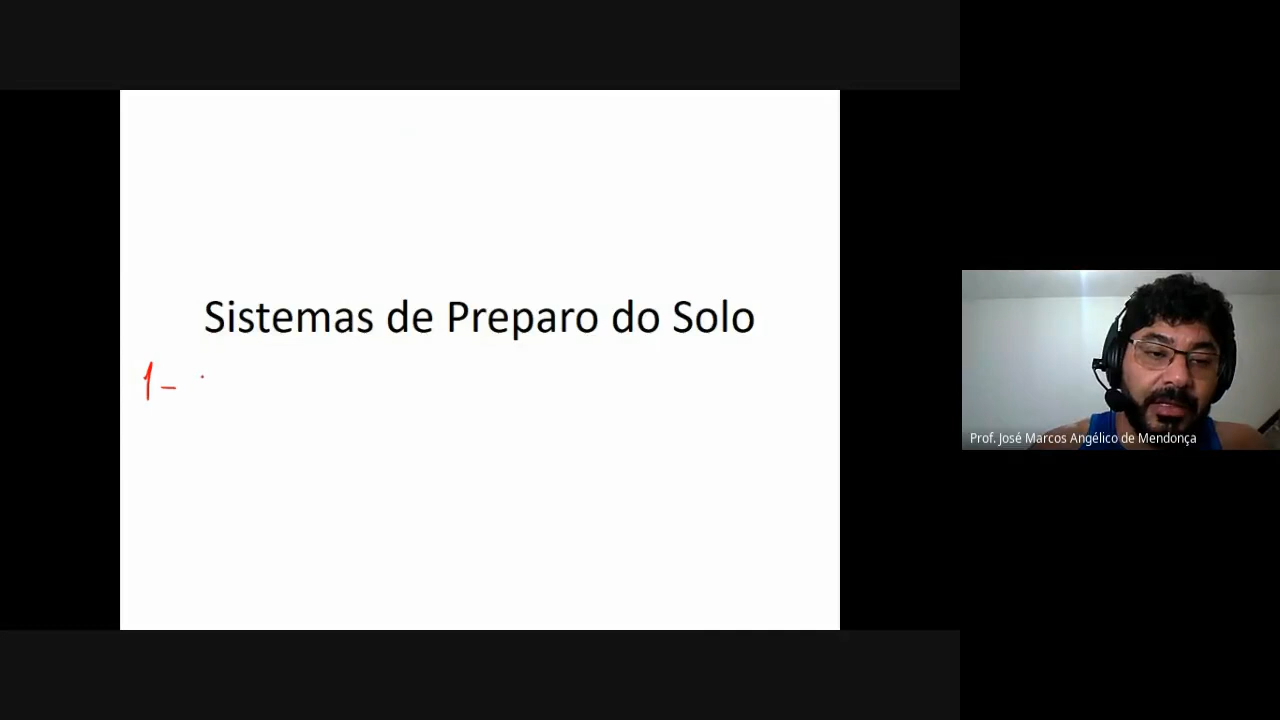 Sistemas de Preparo do Solo
1-
Prof. José Marcos Angélico de Mendonça